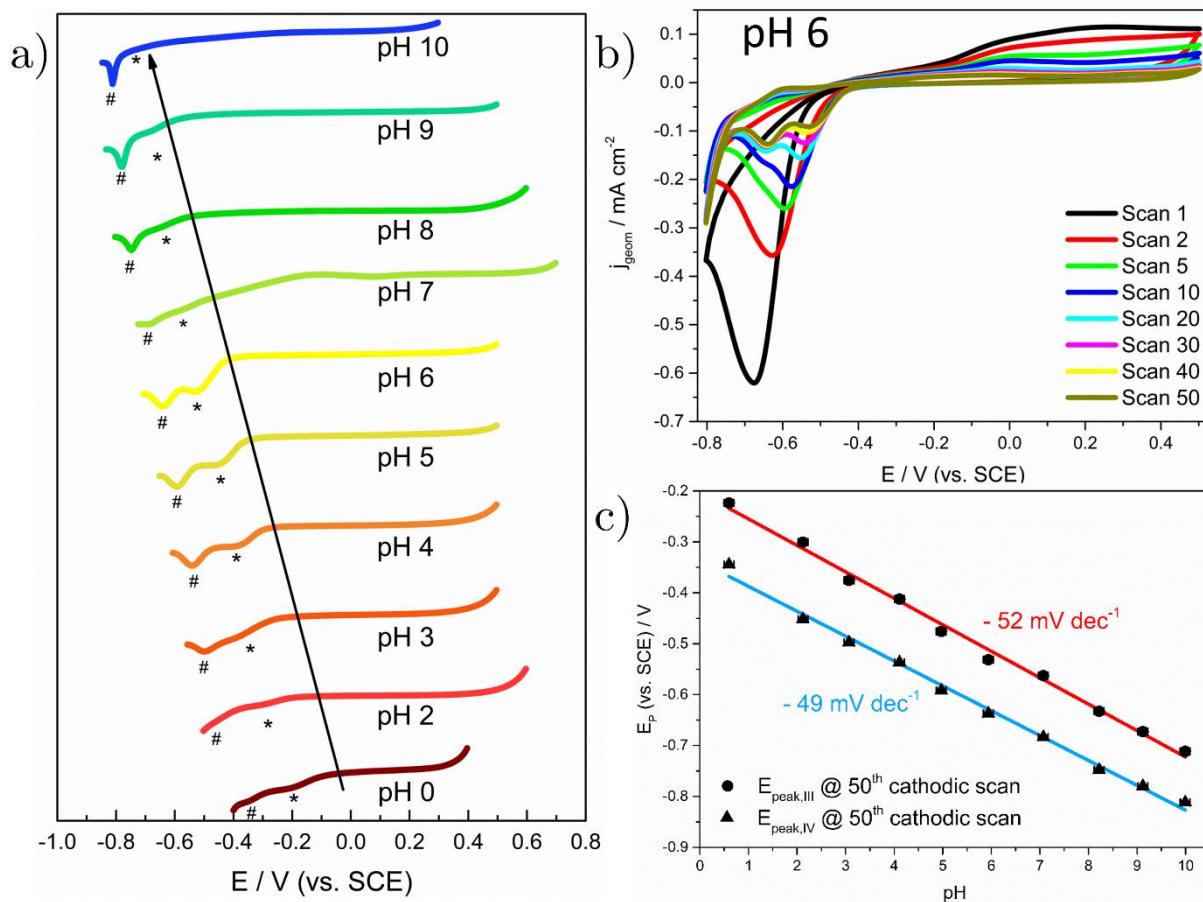 a)
pH 10
*
#
pH 9
*
#
pH 8
*
#
pH 7
*
#
pH 6
*
#
pH 5
*
#
pH 4
*
#
pH 3
*
#
pH 2
*
#
pH 0
*
#
-1.0 -0.8 -0.6 -0.4 -0.2 0.0 0.2 0.4 0.6 0.8
E / V (vs. SCE)
b)
pH 6
0.1
0.0
-0.1
-0.2
-0.3
-0.4
-0.5
-0.6
-0.7
j_geom / mA cm⁻²
Scan 1
Scan 2
Scan 5
Scan 10
Scan 20
Scan 30
Scan 40
Scan 50
-0.8 -0.6 -0.4 -0.2 0.0 0.2 0.4
E / V (vs. SCE)
c)
-0.2
-0.3
-0.4
-0.5
-0.6
-0.7
-0.8
-0.9
E_P (vs. SCE) / V
- 52 mV dec⁻¹
- 49 mV dec⁻¹
E_peak,III @ 50th cathodic scan
E_peak,IV @ 50th cathodic scan
0 1 2 3 4 5 6 7 8 9 10
pH